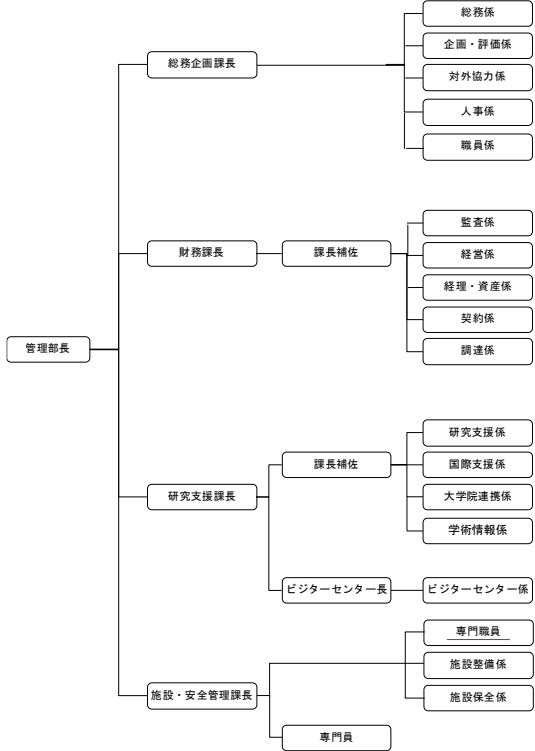 総務係
企画・評価係
総務企画課長
対外協力係
人事係
職員係
監査係
財務課長
課長補佐
経営係
経理・資産係
契約係
管理部長
調達係
研究支援係
課長補佐
国際支援係
研究支援課長
大学院連携係
学術情報係
ビジターセンター長
ビジターセンター係
専門職員
施設整備係
施設・安全管理課長
施設保全係
専門員